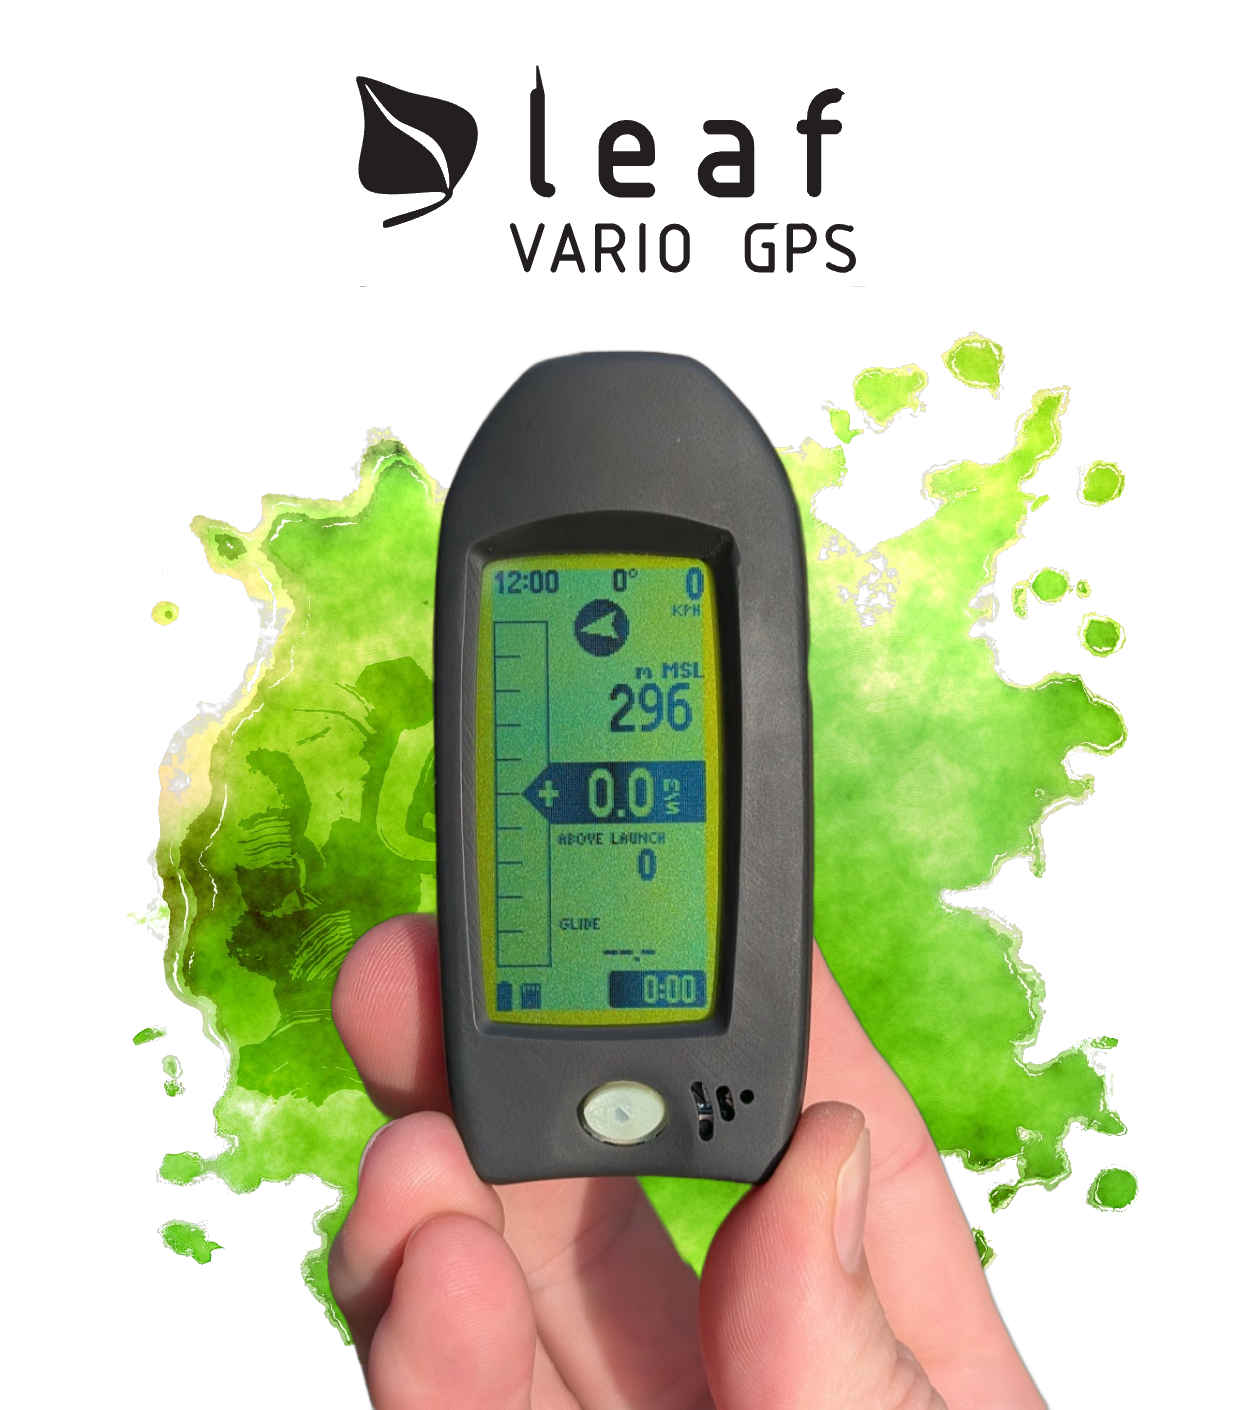 leaf
VARIO GPS
12:00 0° 0
KPH
m MSL
296
+ 0.0 m/s
ABOVE LAUNCH
0
GLIDE
--.-
0:00